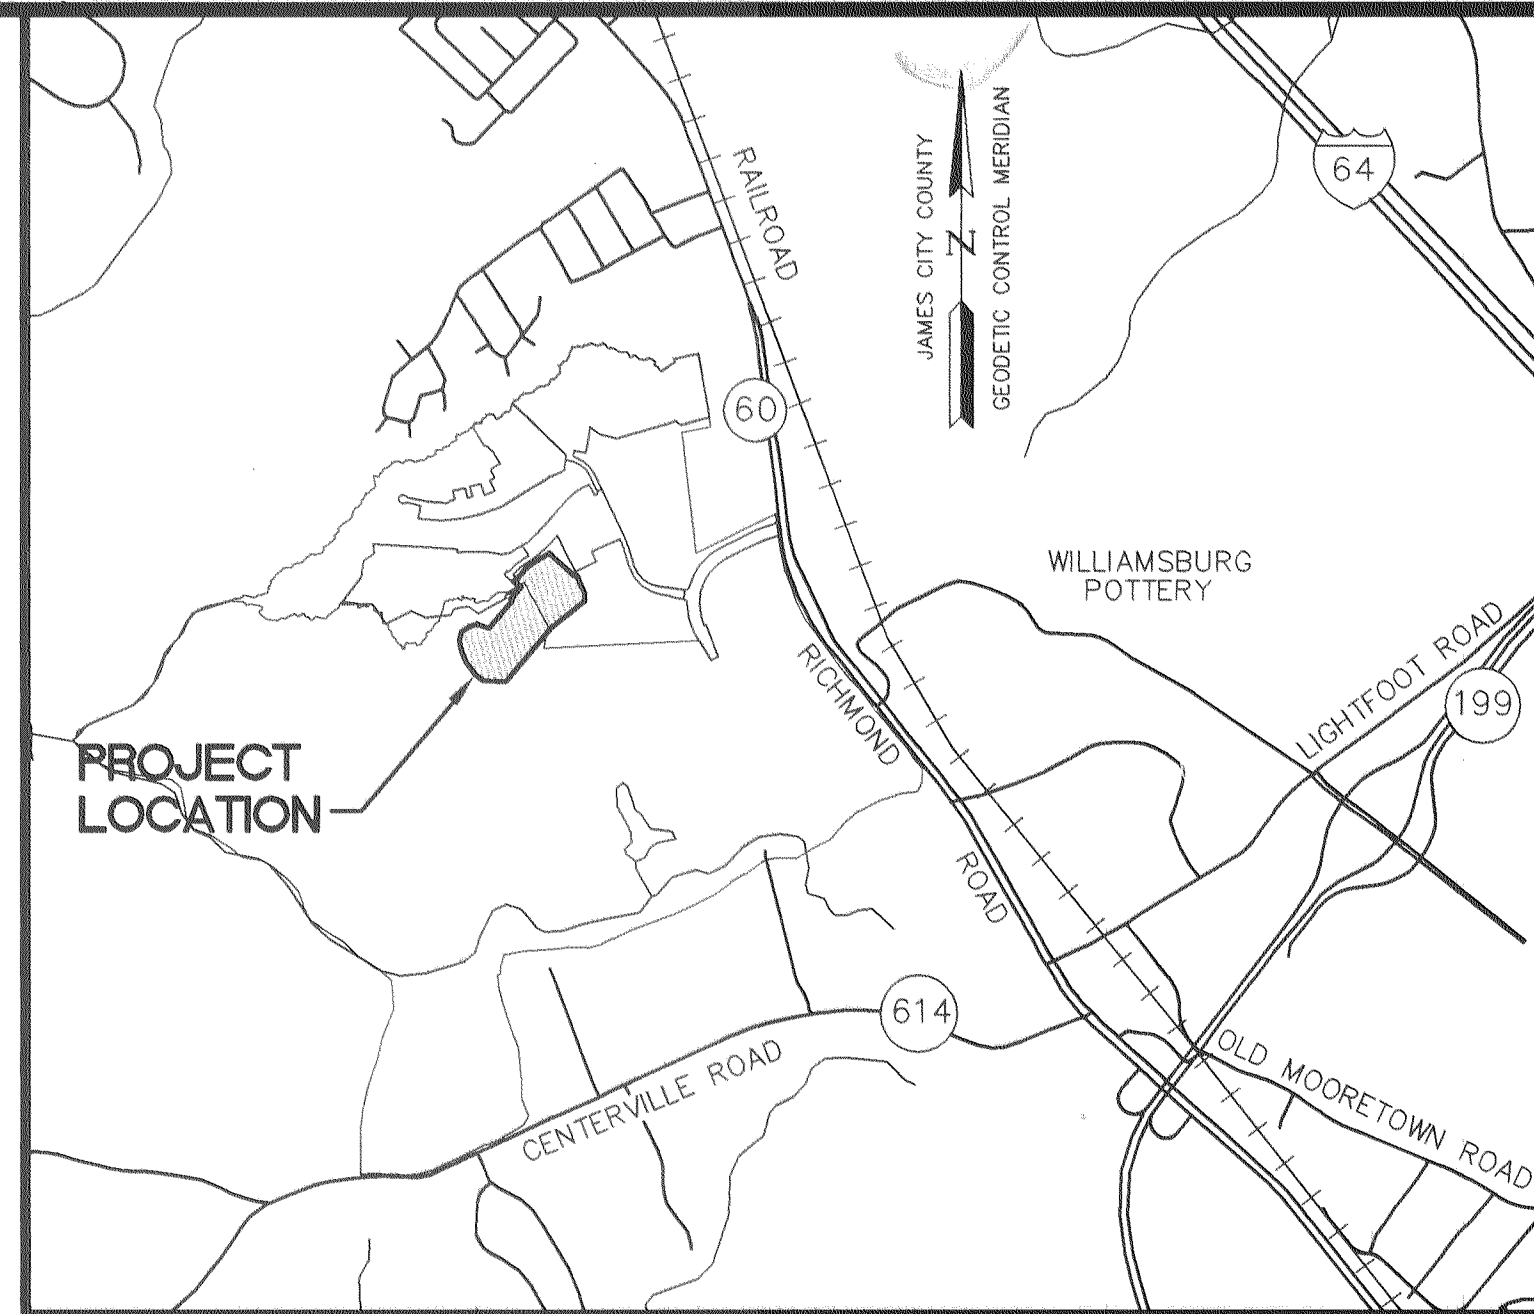 64
RAILROAD
JAMES CITY COUNTY
N
GEODETIC CONTROL MERIDIAN
60
WILLIAMSBURG
POTTERY
LIGHTFOOT ROAD
199
RICHMOND
ROAD
PROJECT
LOCATION
614
CENTERVILLE ROAD
OLD MOORETOWN ROAD